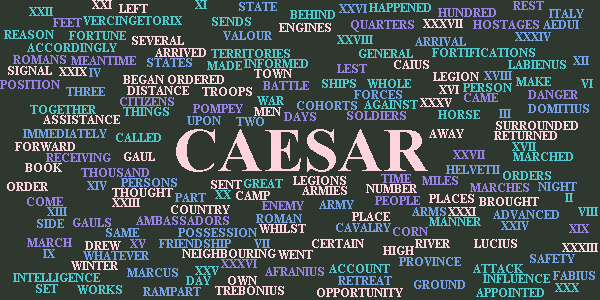 XXII XXI LEFT XI STATE BEHIND XXVI HAPPENED HUNDRED REST ITALY
FEET VERCINGETORIX SENDS ENGINES QUARTERS XXXVII HOSTAGES AEDUI
REASON FORTUNE SEVERAL VALOUR XXVIII ARRIVAL XXXIV
ACCORDINGLY ARRIVED TERRITORIES GENERAL FORTIFICATIONS
ROMANS MEANTIME STATES MADE INFORMED LEST CAIUS LABIENUS XII
SIGNAL XXIX IV BEGAN ORDERED TOWN LEGION XVIII
POSITION THREE DISTANCE TROOPS BATTLE SHIPS WHOLE XVI PERSON MAKE VI
CITIZENS WAR FORCES CAME DANGER
TOGETHER THINGS POMPEY MEN COHORTS AGAINST XXXV DOMITIUS
ASSISTANCE UPON TWO DAYS SOLDIERS HORSE III SURROUNDED
IMMEDIATELY CALLED CAESAR AWAY RETURNED
FORWARD XVII
RECEIVING GAUL XXVII MARCHED
BOOK THOUSAND HELVETII ORDERS
ORDER XIV PERSONS SENT GREAT LEGIONS TIME MILES MARCHES NIGHT
THOUGHT PART XX CAMP ARMIES NUMBER
COME XXIII COUNTRY ENEMY ARMY PEOPLE PLACES BROUGHT II
XIII AMBASSADORS ROMAN PLACE ARMS XXXI ADVANCED VIII
SIDE GAULS SAME POSSESSION WHILST CAVALRY CORN MANNER XXIV XIX
MARCH DREW XV FRIENDSHIP VII CERTAIN HIGH RIVER LUCIUS XXXIII
IX WHATEVER NEIGHBOURING WENT PROVINCE SAFETY
WINTER MARCUS XXV XXXVI AFRANIUS ACCOUNT ATTACK FABIUS
INTELLIGENCE DAY OWN RETREAT GROUND INFLUENCE
SET WORKS RAMPART TREBONIUS OPPORTUNITY APPOINTED XXX